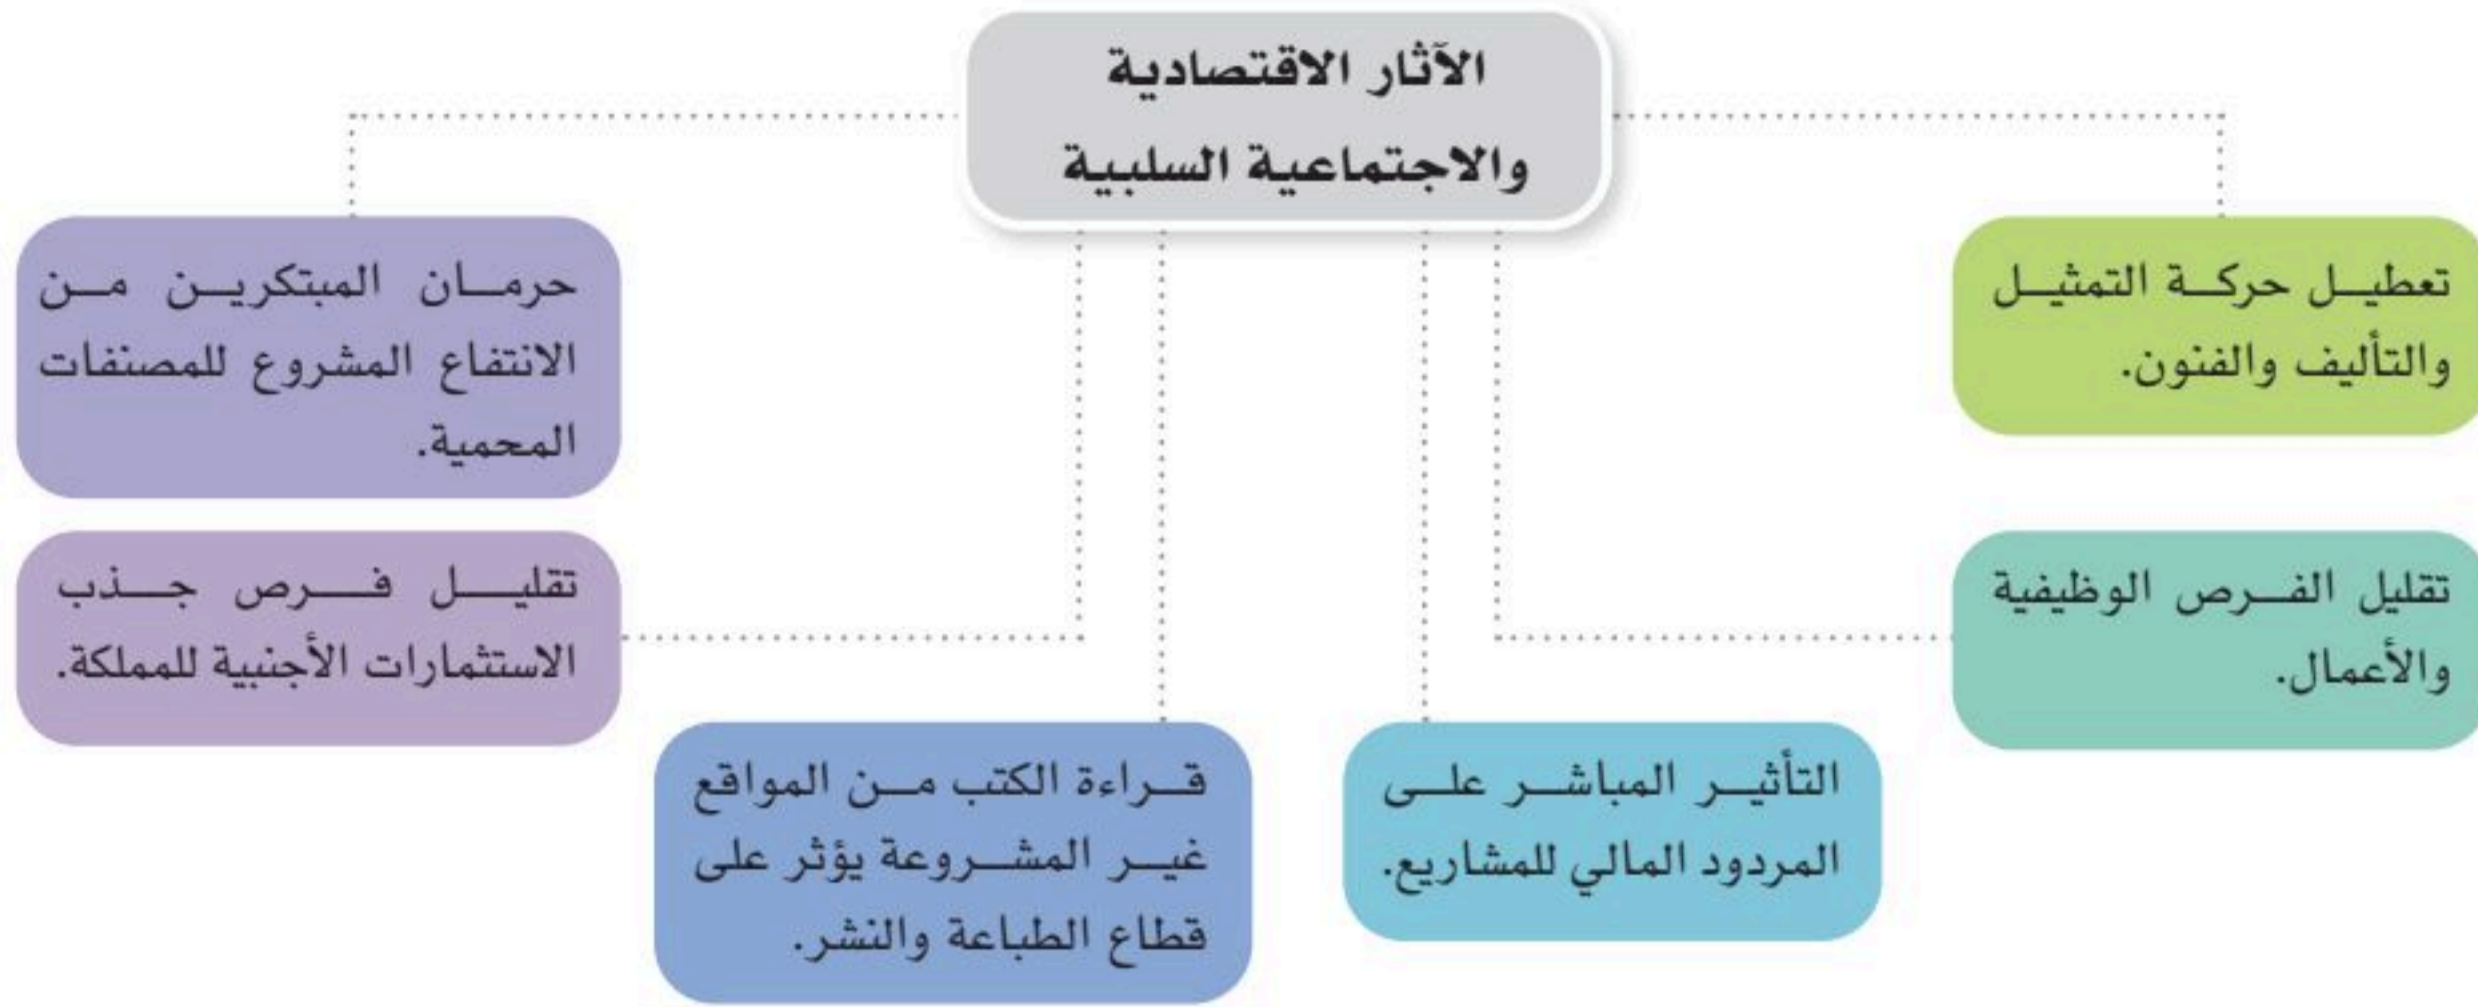 الآثار الاقتصادية
والاجتماعية السلبية
تعطيل حركة التمثيل
والتأليف والفنون.
تقليل الفرص الوظيفية
والأعمال.
التأثير المباشر على
المردود المالي للمشاريع.
قراءة الكتب من المواقع
غير المشروعة يؤثر على
قطاع الطباعة والنشر.
تقليل فرص جذب
الاستثمارات الأجنبية للمملكة.
حرمان المبتكرين من
الانتفاع المشروع للمصنفات
المحمية.